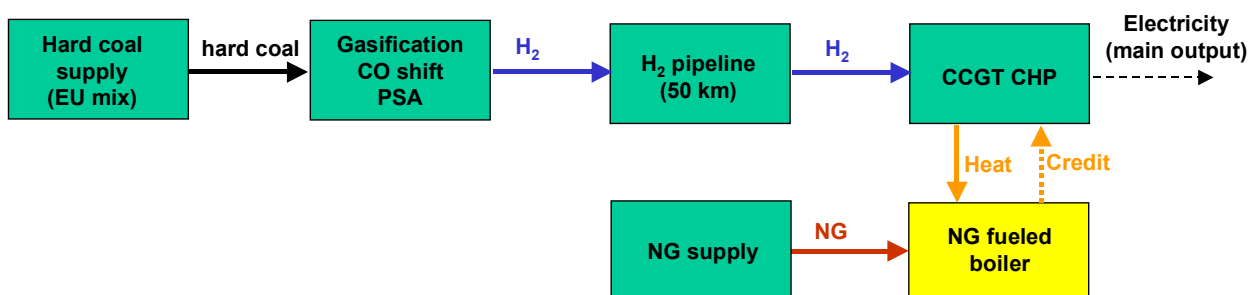 Hard coal
supply
(EU mix)
hard coal
Gasification
CO shift
PSA
H₂
H₂ pipeline
(50 km)
H₂
CCGT CHP
Electricity
(main output)
Heat
Credit
NG supply
NG
NG fueled
boiler